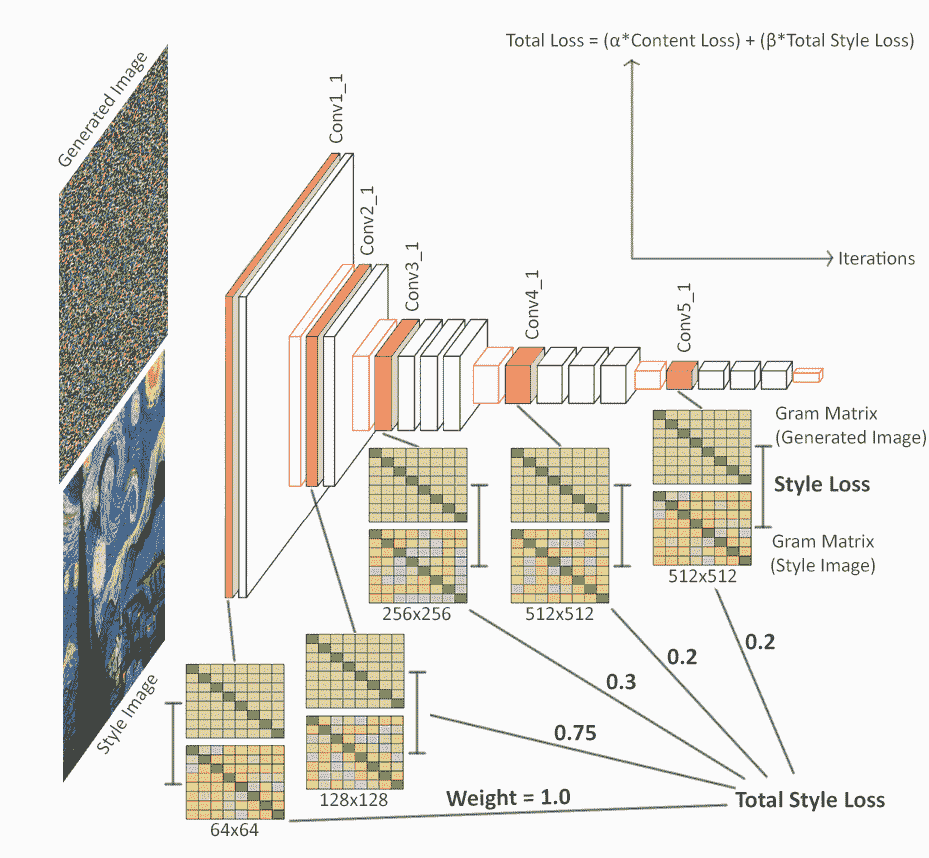 Total Loss = (α*Content Loss) + (β*Total Style Loss)
Generated Image
Conv1_1
Conv2_1
Conv3_1
Conv4_1
Conv5_1
Iterations
Gram Matrix
(Generated Image)
Style Loss
Gram Matrix
(Style Image)
512x512
256x256
512x512
0.2
0.2
0.3
Style Image
0.75
128x128
Weight = 1.0
Total Style Loss
64x64